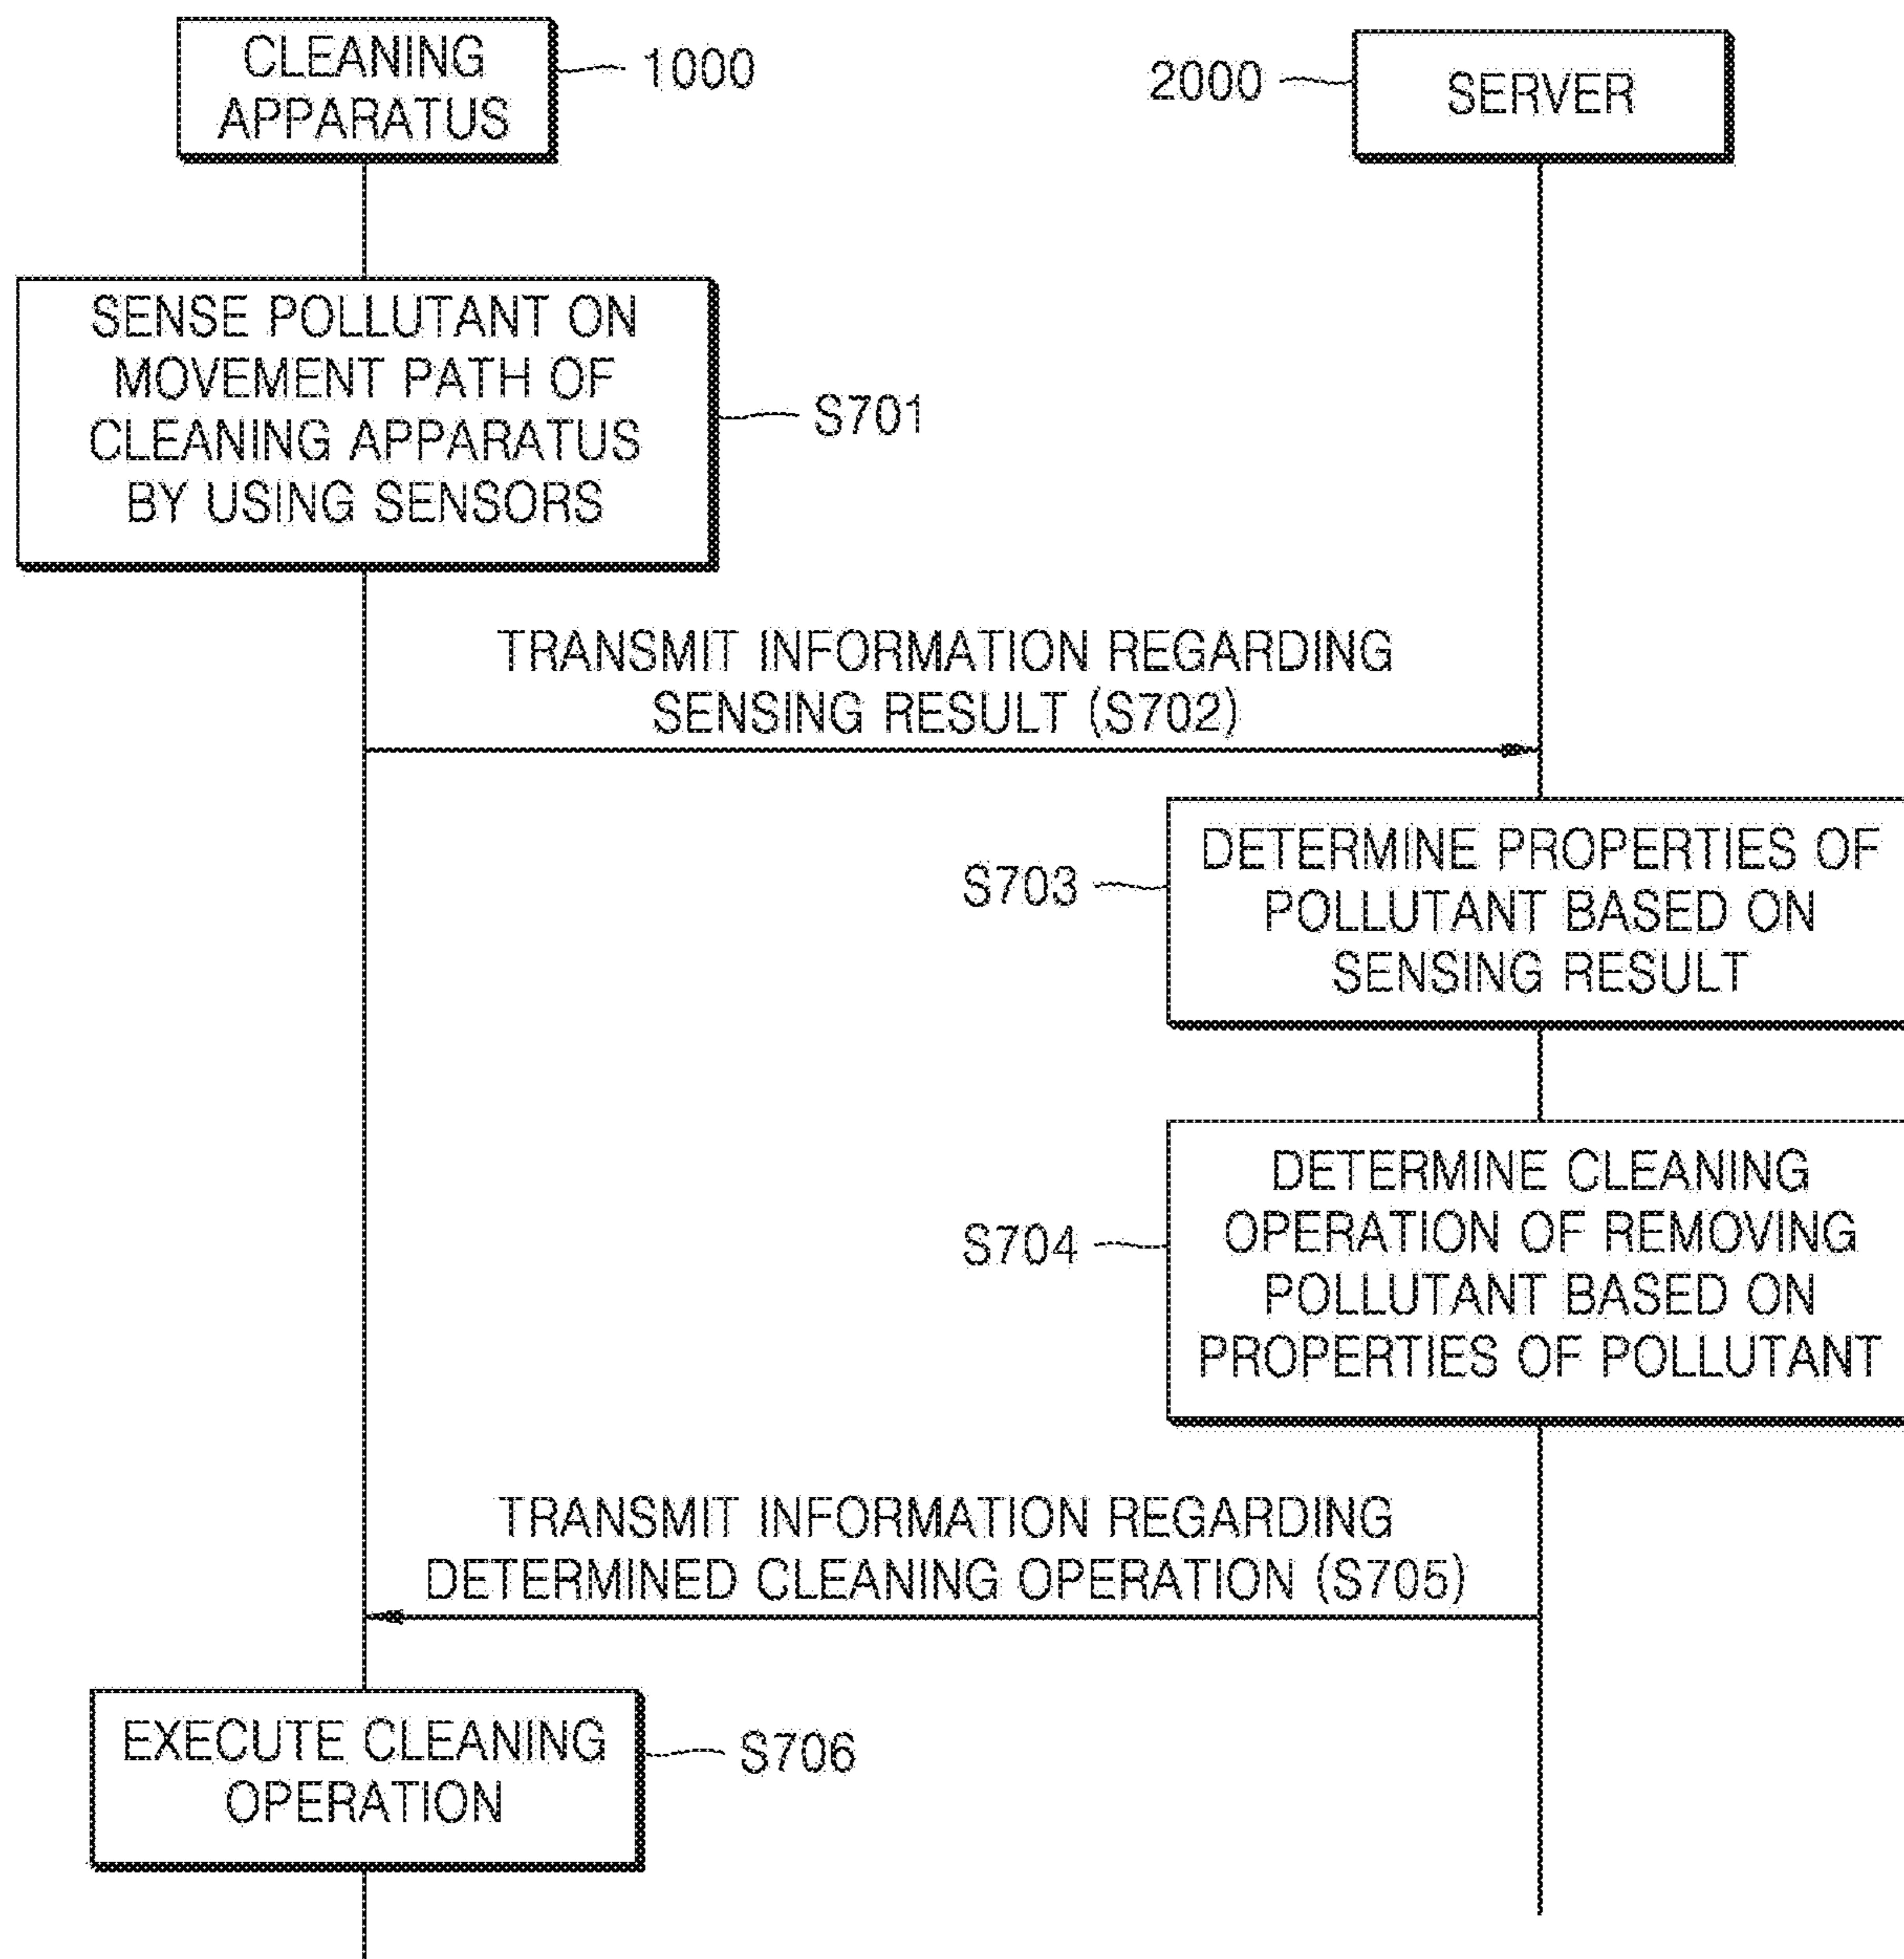 CLEANING
APPARATUS
1000
2000
SERVER
SENSE POLLUTANT ON
MOVEMENT PATH OF
CLEANING APPARATUS
BY USING SENSORS
S701
TRANSMIT INFORMATION REGARDING
SENSING RESULT (S702)
S703
DETERMINE PROPERTIES OF
POLLUTANT BASED ON
SENSING RESULT
S704
DETERMINE CLEANING
OPERATION OF REMOVING
POLLUTANT BASED ON
PROPERTIES OF POLLUTANT
TRANSMIT INFORMATION REGARDING
DETERMINED CLEANING OPERATION (S705)
EXECUTE CLEANING
OPERATION
S706